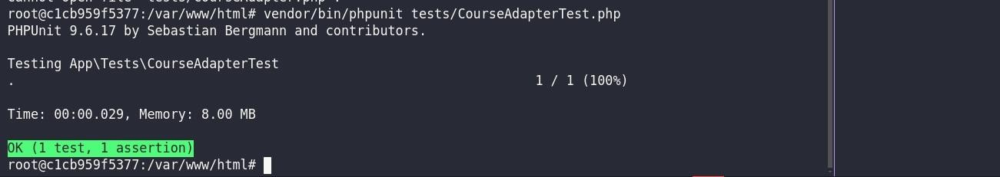 root@c1cb959f5377:/var/www/html# vendor/bin/phpunit tests/CourseAdapterTest.php
PHPUnit 9.6.17 by Sebastian Bergmann and contributors.
Testing App\Tests\CourseAdapterTest
. 1 / 1 (100%)
Time: 00:00.029, Memory: 8.00 MB
OK (1 test, 1 assertion)
root@c1cb959f5377:/var/www/html#